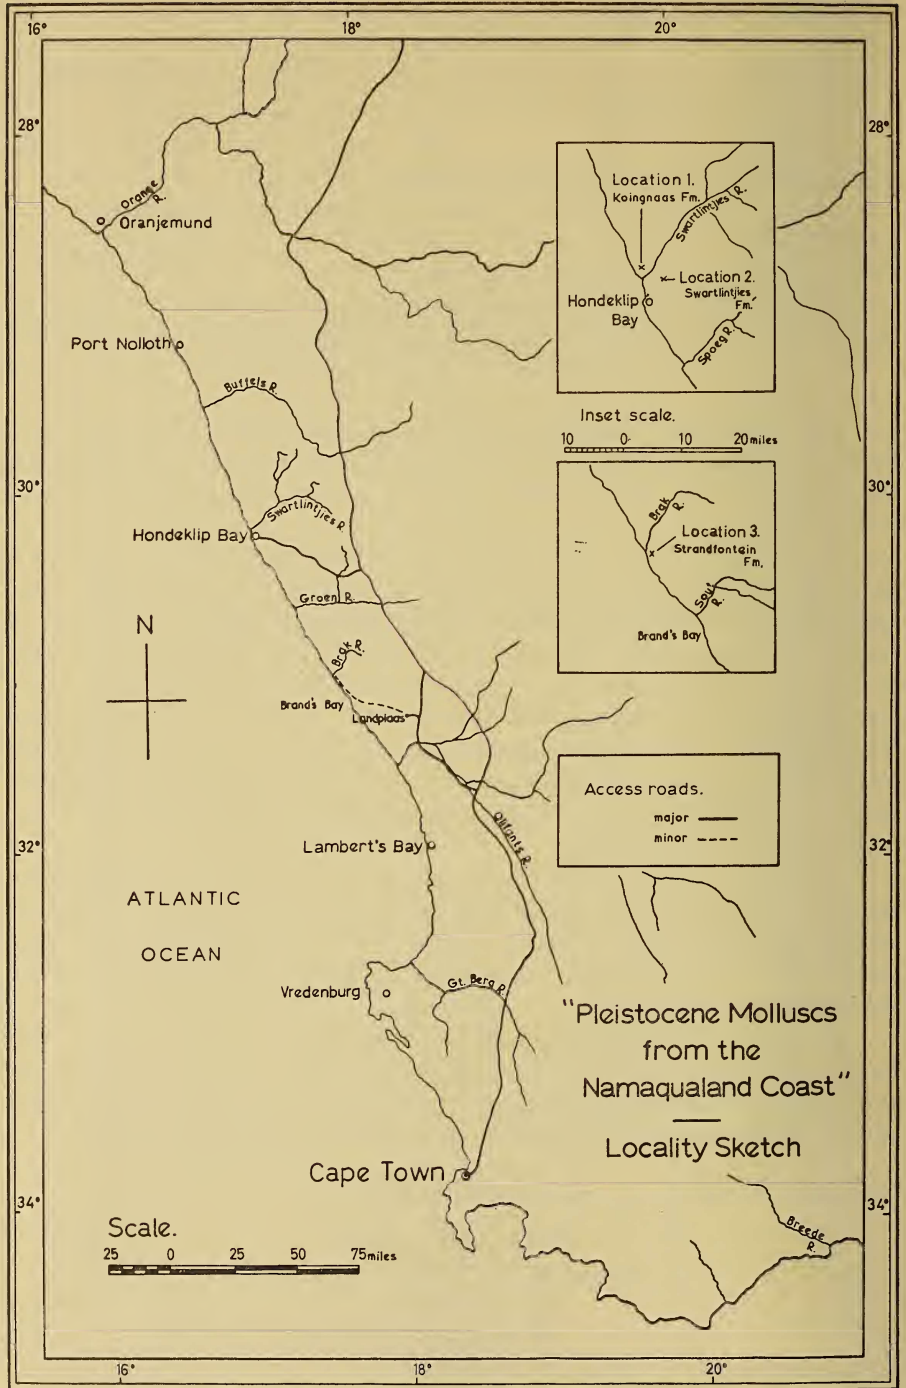 16°
18°
20°
28°
28°
Orange
R.
Oranjemund
Location 1.
Koingnaas Fm.
Swartlintjies R.
Location 2.
Swartlintjies
Fm.
Hondeklip
Bay
Spoeg R.
Port Nolloth
Buffels R.
Inset scale.
10 0 10 20 miles
30°
30°
Swartlintjies R.
Hondeklip Bay
Brak
R.
Location 3.
Strandfontein
Fm.
Sout
R.
Brand's Bay
Groen R.
N
Brak
R.
Brand's Bay
Landplaas
Access roads.
major
minor
Olifants R.
32°
32°
Lambert's Bay
ATLANTIC
OCEAN
Vredenburg
Gt. Berg R.
"Pleistocene Molluscs
from the
Namaqualand Coast"
Locality Sketch
Cape Town
34°
34°
Breede
R.
Scale.
25 0 25 50 75 miles
16°
18°
20°